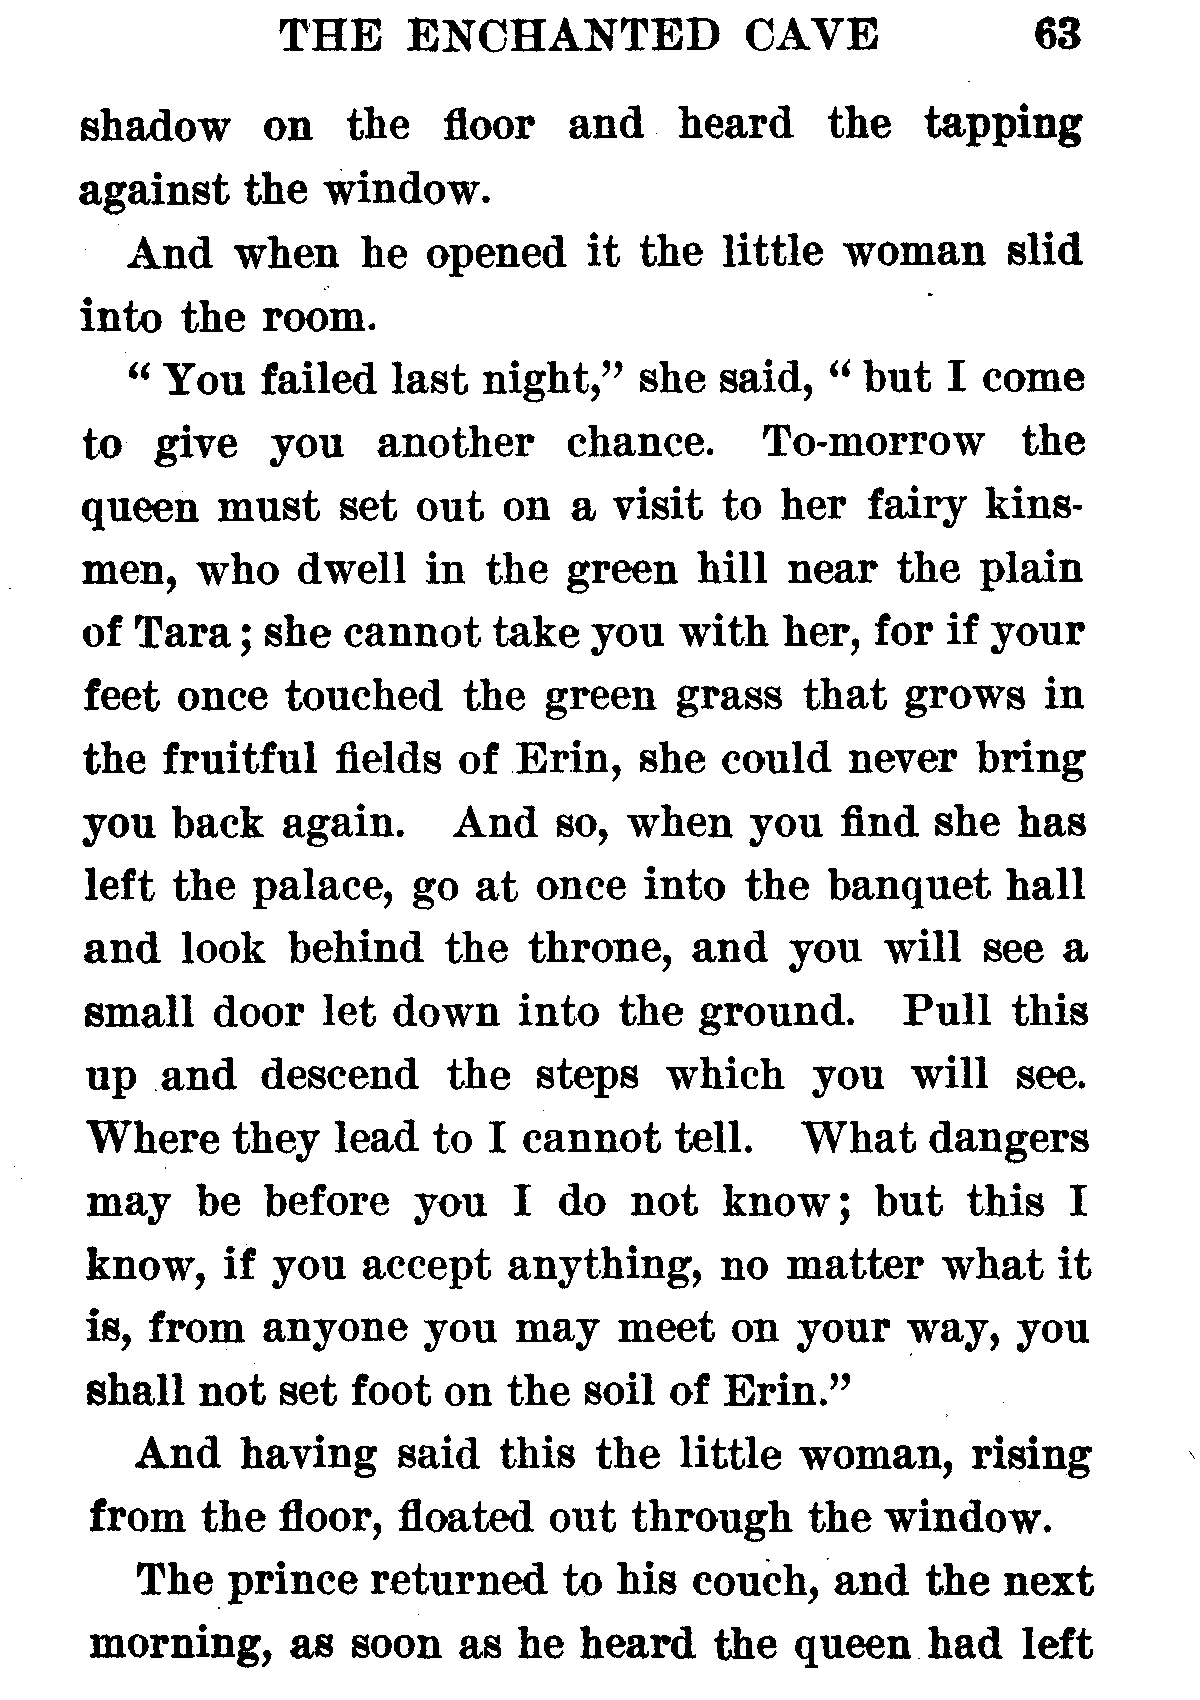 THE ENCHANTED CAVE 63
shadow on the floor and heard the tapping
against the window.
And when he opened it the little woman slid
into the room.
“ You failed last night,” she said, “ but I come
to give you another chance. To-morrow the
queen must set out on a visit to her fairy kins-
men, who dwell in the green hill near the plain
of Tara ; she cannot take you with her, for if your
feet once touched the green grass that grows in
the fruitful fields of Erin, she could never bring
you back again. And so, when you find she has
left the palace, go at once into the banquet hall
and look behind the throne, and you will see a
small door let down into the ground. Pull this
up and descend the steps which you will see.
Where they lead to I cannot tell. What dangers
may be before you I do not know ; but this I
know, if you accept anything, no matter what it
is, from anyone you may meet on your way, you
shall not set foot on the soil of Erin.”
And having said this the little woman, rising
from the floor, floated out through the window.
The prince returned to his couch, and the next
morning, as soon as he heard the queen had left